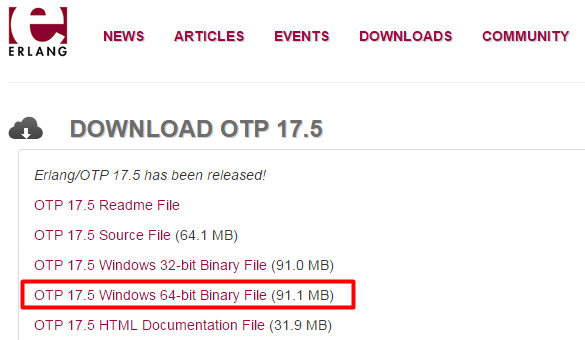 ERLANG
NEWS ARTICLES EVENTS DOWNLOADS COMMUNITY
DOWNLOAD OTP 17.5
Erlang/OTP 17.5 has been released!
OTP 17.5 Readme File
OTP 17.5 Source File (64.1 MB)
OTP 17.5 Windows 32-bit Binary File (91.0 MB)
OTP 17.5 Windows 64-bit Binary File (91.1 MB)
OTP 17.5 HTML Documentation File (31.9 MB)